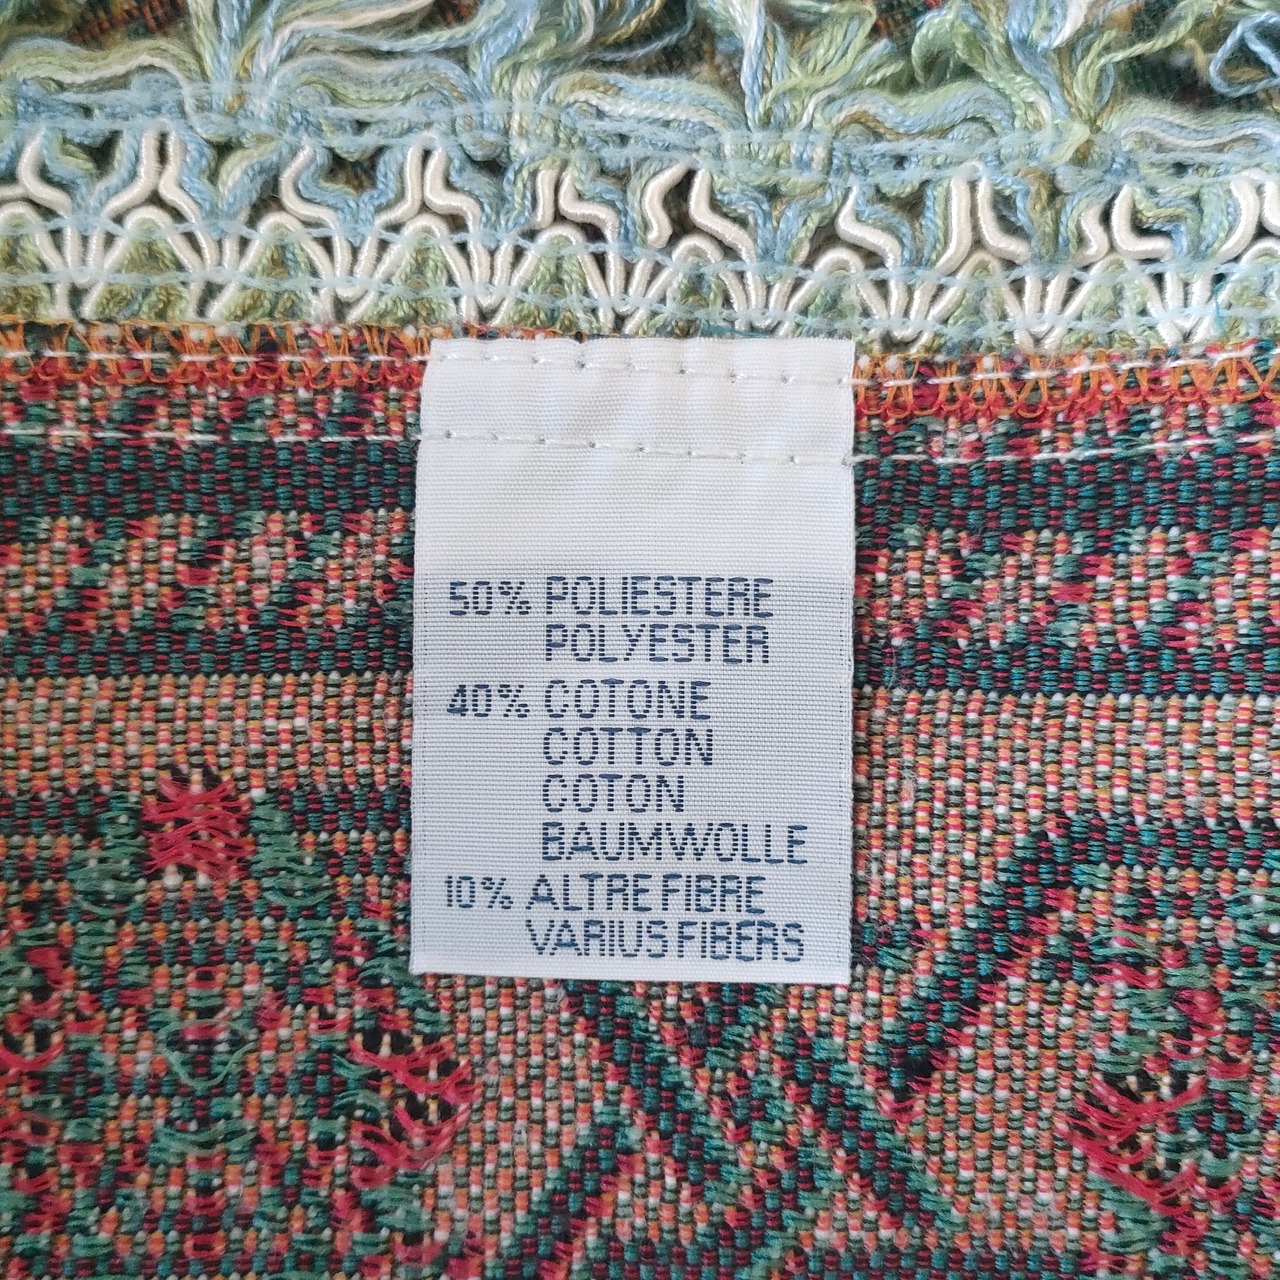 50% POLIESTERE
POLYESTER
40% COTONE
COTTON
COTON
BAUMWOLLE
10% ALTRE FIBRE
VARIUS FIBERS